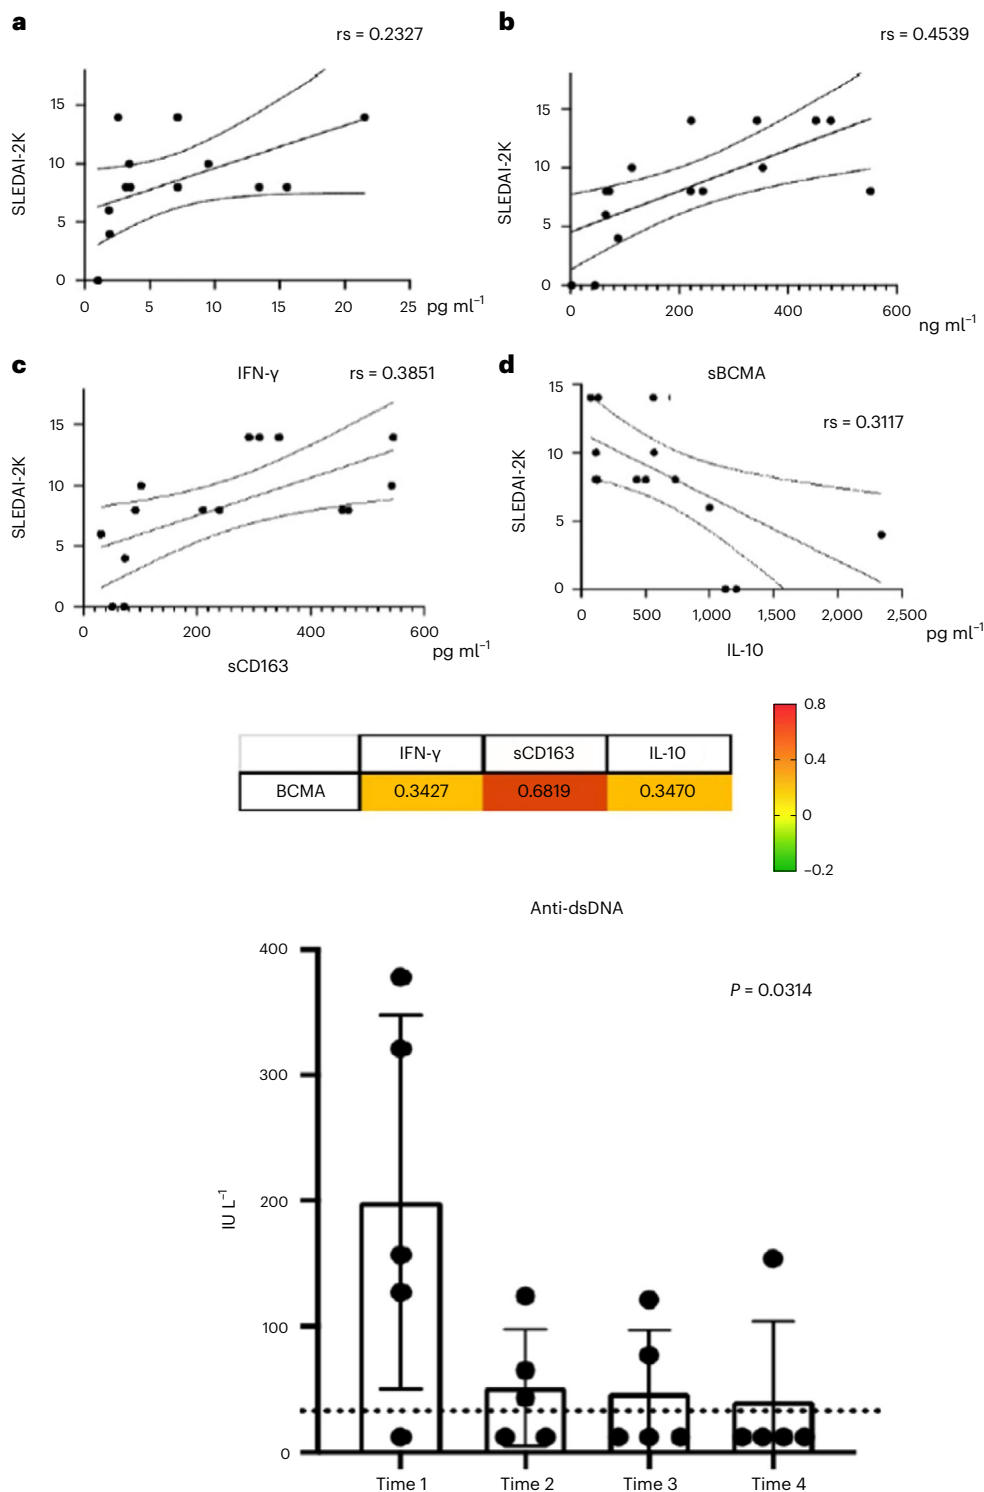 a
rs = 0.2327
SLEDAI-2K
15
10
5
0
0 5 10 15 20 25
pg ml⁻¹
IFN-γ
b
rs = 0.4539
SLEDAI-2K
15
10
5
0
0 200 400 600
ng ml⁻¹
sBCMA
c
rs = 0.3851
SLEDAI-2K
15
10
5
0
0 200 400 600
pg ml⁻¹
sCD163
d
rs = 0.3117
SLEDAI-2K
15
10
5
0
0 500 1,000 1,500 2,000 2,500
pg ml⁻¹
IL-10
IFN-γ sCD163 IL-10
BCMA 0.3427 0.6819 0.3470
0.8
0.4
0
−0.2
Anti-dsDNA
P = 0.0314
IU L⁻¹
400
300
200
100
0
Time 1 Time 2 Time 3 Time 4